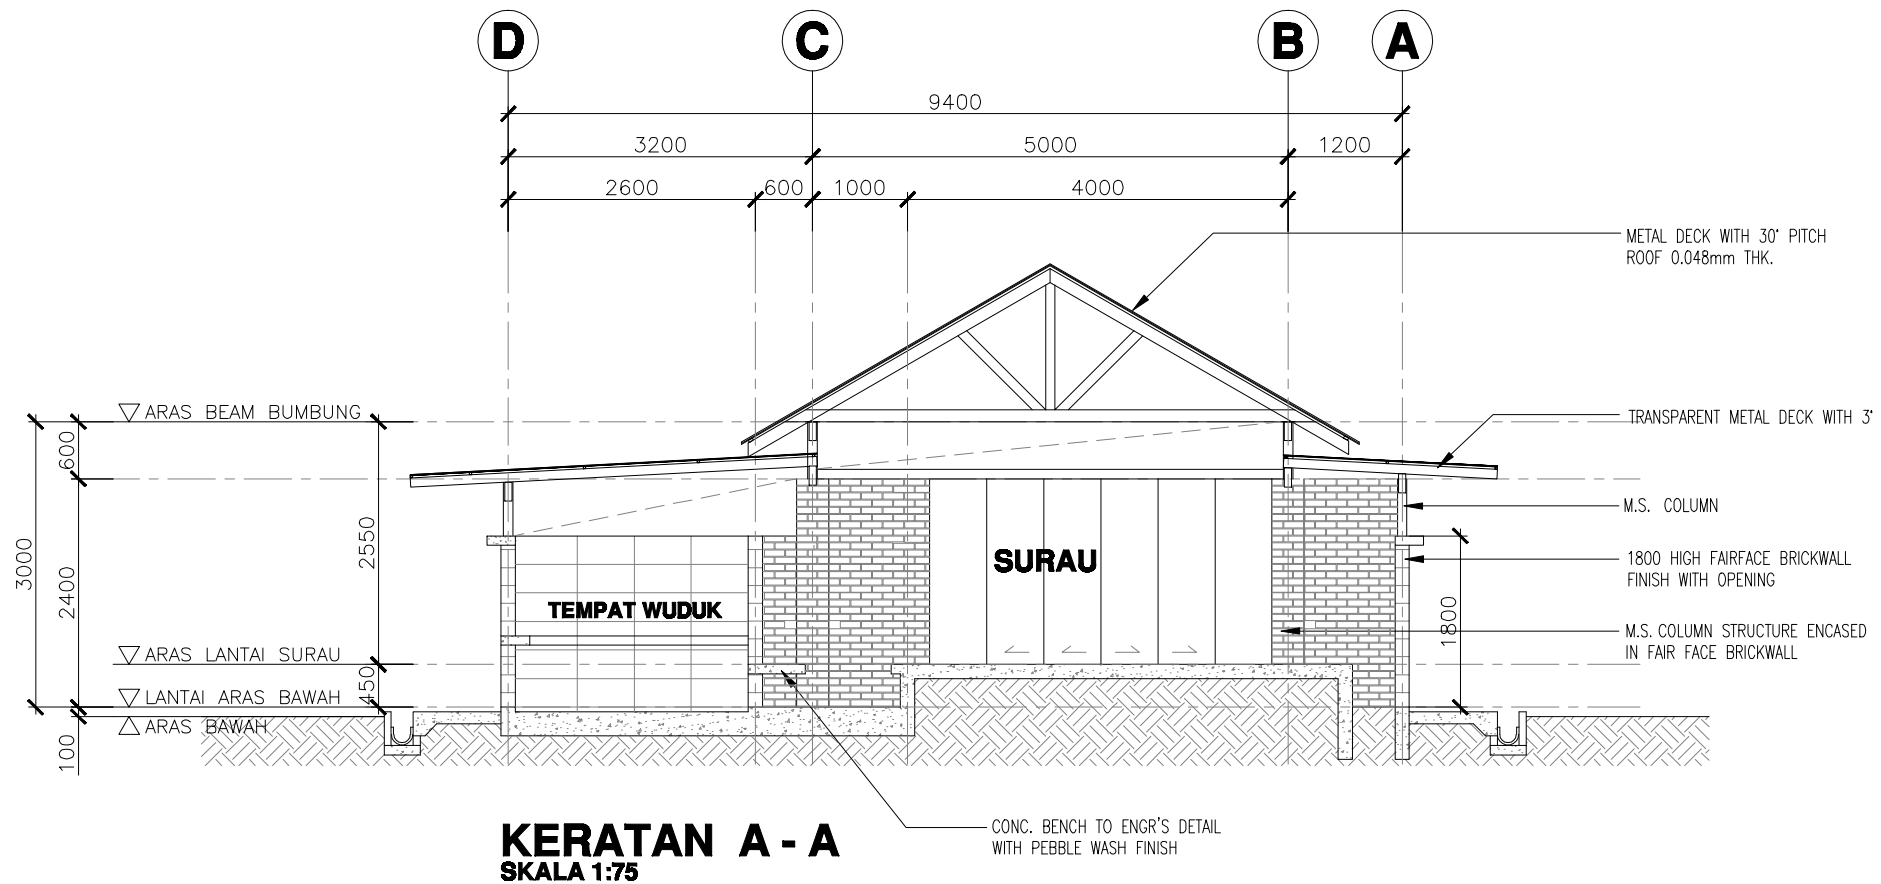 D
C
B
A
9400
3200
5000
1200
2600
600
1000
4000
METAL DECK WITH 30° PITCH
ROOF 0.048mm THK.
ARAS BEAM BUMBUNG
TRANSPARENT METAL DECK WITH 3°
600
M.S. COLUMN
3000
2400
2550
SURAU
1800 HIGH FAIRFACE BRICKWALL
FINISH WITH OPENING
TEMPAT WUDUK
1800
M.S. COLUMN STRUCTURE ENCASED
IN FAIR FACE BRICKWALL
ARAS LANTAI SURAU
450
LANTAI ARAS BAWAH
ARAS BAWAH
100
CONC. BENCH TO ENGR'S DETAIL
WITH PEBBLE WASH FINISH
KERATAN A - A
SKALA 1:75